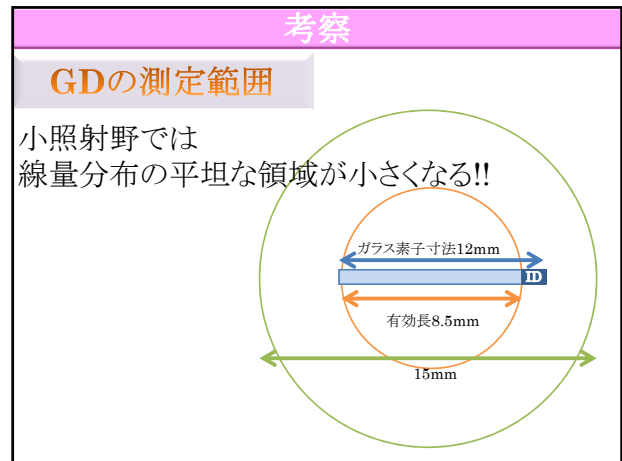 考察
GDの測定範囲
小照射野では
線量分布の平坦な領域が小さくなる!!
ガラス素子寸法12mm
ID
有効長8.5mm
15mm